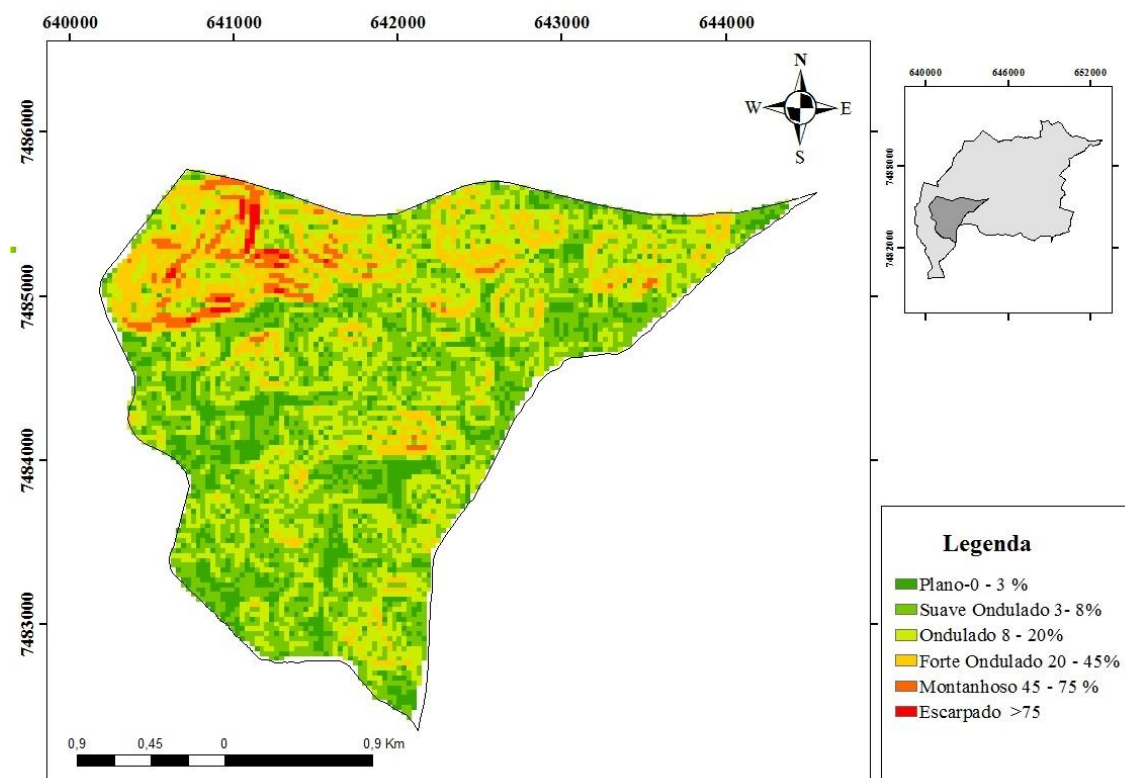 640000 641000 642000 643000 644000
N
W E
S
7486000
7485000
7484000
7483000
0,9 0,45 0 0,9 Km
640000 646000 652000
7488000
7482000
Legenda
Plano-0 - 3 %
Suave Ondulado 3- 8%
Ondulado 8 - 20%
Forte Ondulado 20 - 45%
Montanhoso 45 - 75 %
Escarpado >75